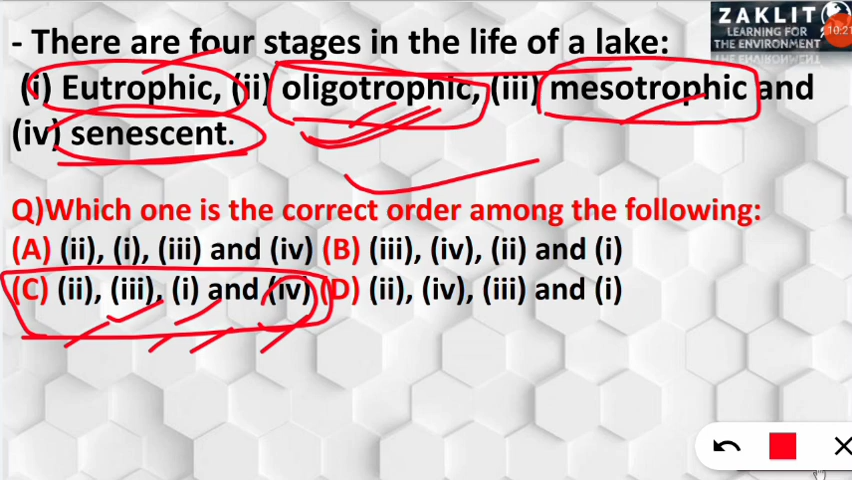 ZAKLIT
LEARNING FOR
THE ENVIRONMENT
10:21
- There are four stages in the life of a lake:
(i) Eutrophic, (ii) oligotrophic, (iii) mesotrophic and
(iv) senescent.
Q)Which one is the correct order among the following:
(A) (ii), (i), (iii) and (iv) (B) (iii), (iv), (ii) and (i)
(C) (ii), (iii), (i) and (iv) (D) (ii), (iv), (iii) and (i)